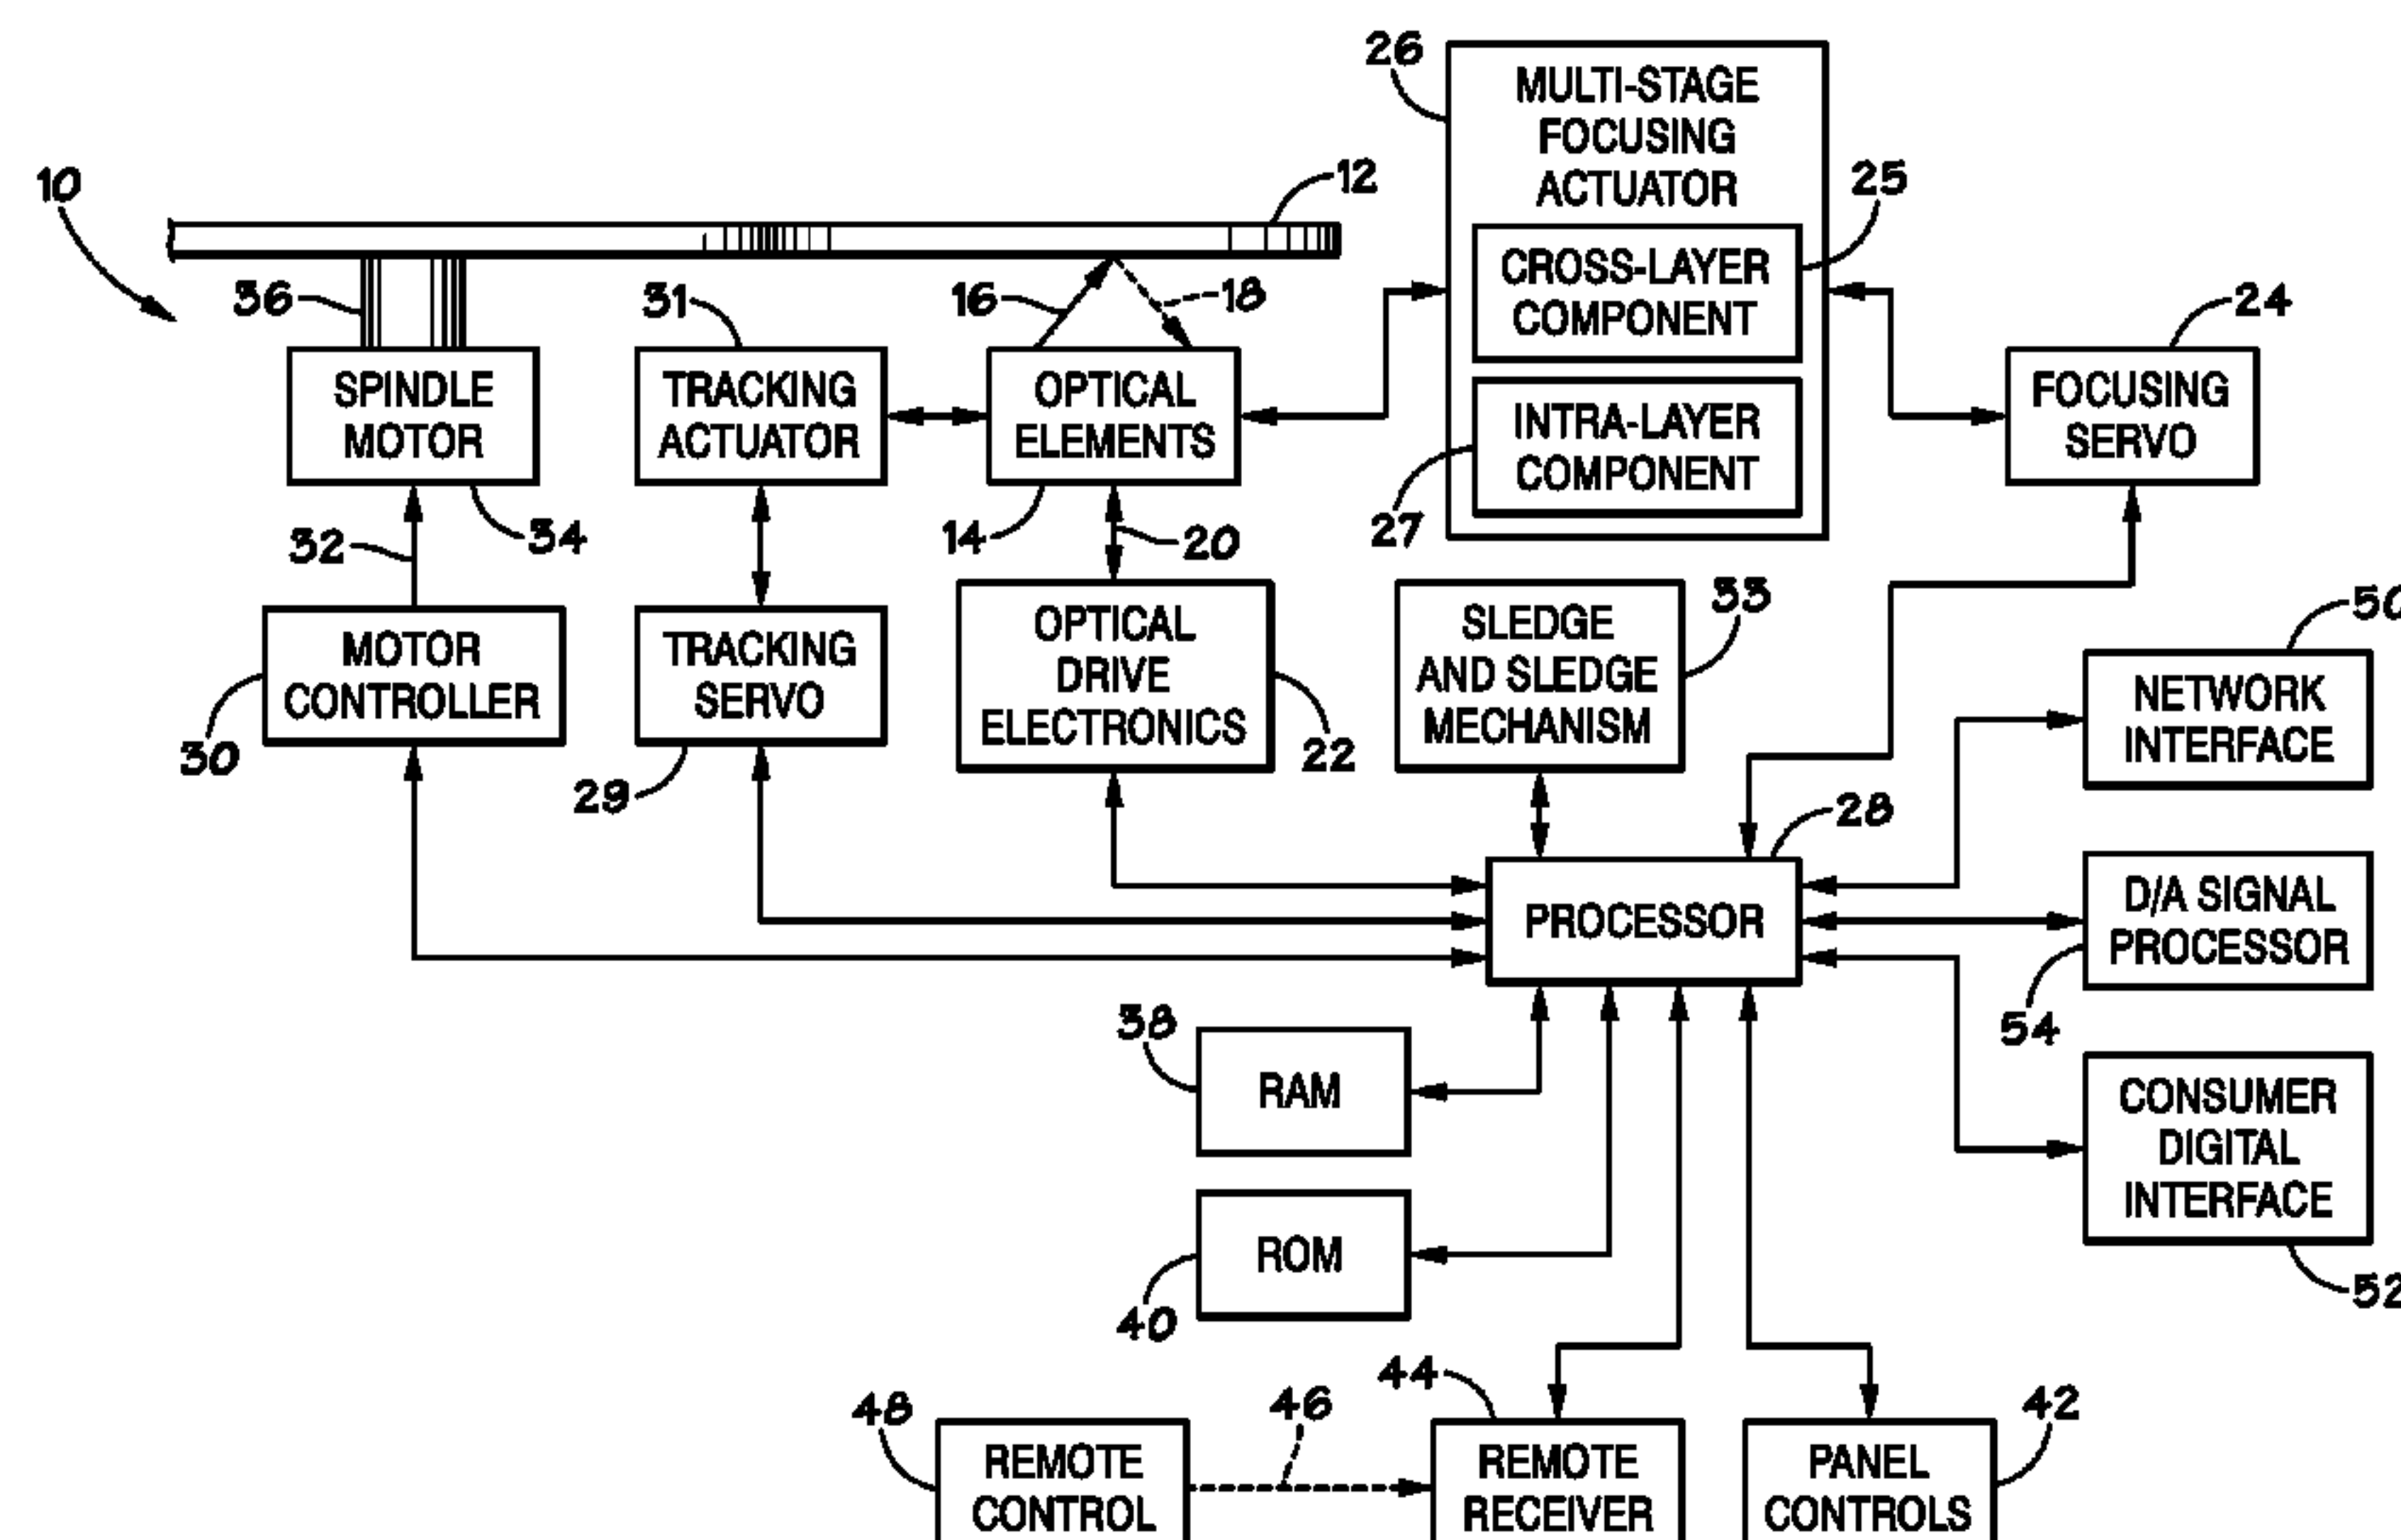 26
MULTI-STAGE
FOCUSING
ACTUATOR
10
12
25
CROSS-LAYER
COMPONENT
36
31
16
18
24
SPINDLE
MOTOR
TRACKING
ACTUATOR
OPTICAL
ELEMENTS
INTRA-LAYER
COMPONENT
FOCUSING
SERVO
32
34
14
20
27
MOTOR
CONTROLLER
TRACKING
SERVO
OPTICAL
DRIVE
ELECTRONICS
SLEDGE
AND SLEDGE
MECHANISM
33
50
NETWORK
INTERFACE
30
29
22
28
PROCESSOR
D/A SIGNAL
PROCESSOR
54
38
RAM
CONSUMER
DIGITAL
INTERFACE
52
ROM
40
48
46
44
42
REMOTE
CONTROL
REMOTE
RECEIVER
PANEL
CONTROLS